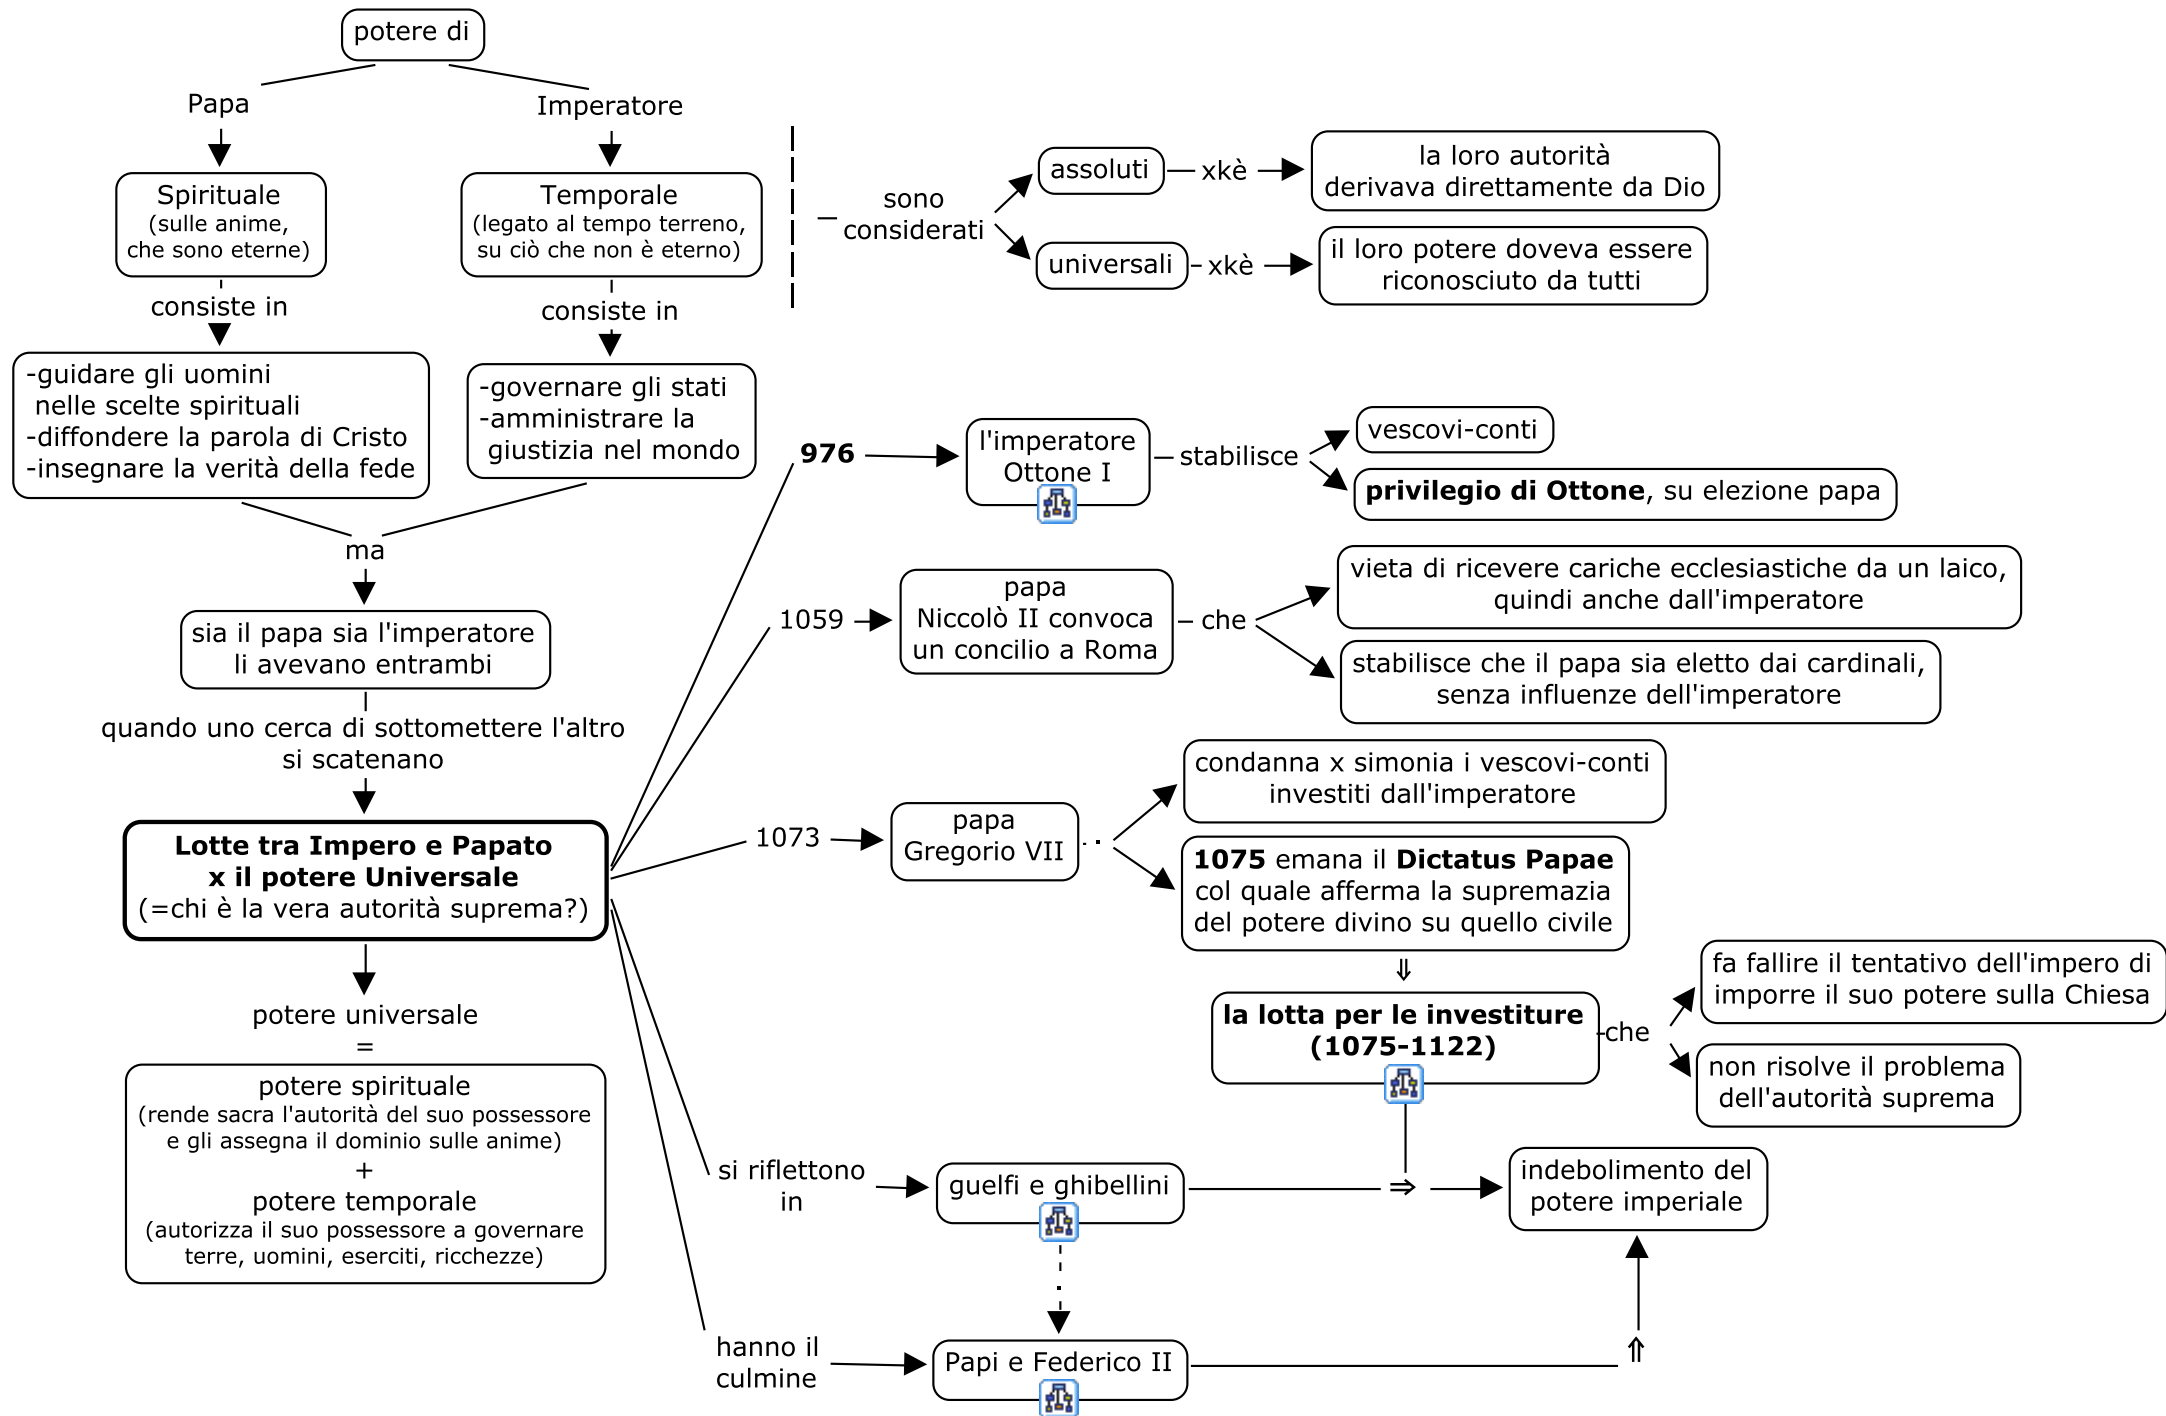 potere di
Papa
Imperatore
Spirituale
(sulle anime,
che sono eterne)
Temporale
(legato al tempo terreno,
su ciò che non è eterno)
sono
considerati
assoluti
xkè
la loro autorità
derivava direttamente da Dio
universali
xkè
il loro potere doveva essere
riconosciuto da tutti
consiste in
consiste in
-guidare gli uomini
nelle scelte spirituali
-diffondere la parola di Cristo
-insegnare la verità della fede
-governare gli stati
-amministrare la
giustizia nel mondo
ma
sia il papa sia l'imperatore
li avevano entrambi
quando uno cerca di sottomettere l'altro
si scatenano
Lotte tra Impero e Papato
x il potere Universale
(=chi è la vera autorità suprema?)
potere universale
=
potere spirituale
(rende sacra l'autorità del suo possessore
e gli assegna il dominio sulle anime)
+
potere temporale
(autorizza il suo possessore a governare
terre, uomini, eserciti, ricchezze)
976
l'imperatore
Ottone I
stabilisce
vescovi-conti
privilegio di Ottone, su elezione papa
1059
papa
Niccolò II convoca
un concilio a Roma
che
vieta di ricevere cariche ecclesiastiche da un laico,
quindi anche dall'imperatore
stabilisce che il papa sia eletto dai cardinali,
senza influenze dell'imperatore
1073
papa
Gregorio VII
.
condanna x simonia i vescovi-conti
investiti dall'imperatore
1075 emana il Dictatus Papae
col quale afferma la supremazia
del potere divino su quello civile
⇓
la lotta per le investiture
(1075-1122)
che
fa fallire il tentativo dell'impero di
imporre il suo potere sulla Chiesa
non risolve il problema
dell'autorità suprema
si riflettono
in
guelfi e ghibellini
⇒
indebolimento del
potere imperiale
.
hanno il
culmine
Papi e Federico II
⇑